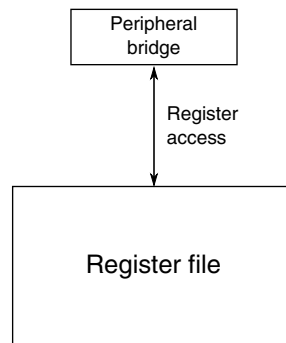 Peripheral
bridge
Register
access
Register file